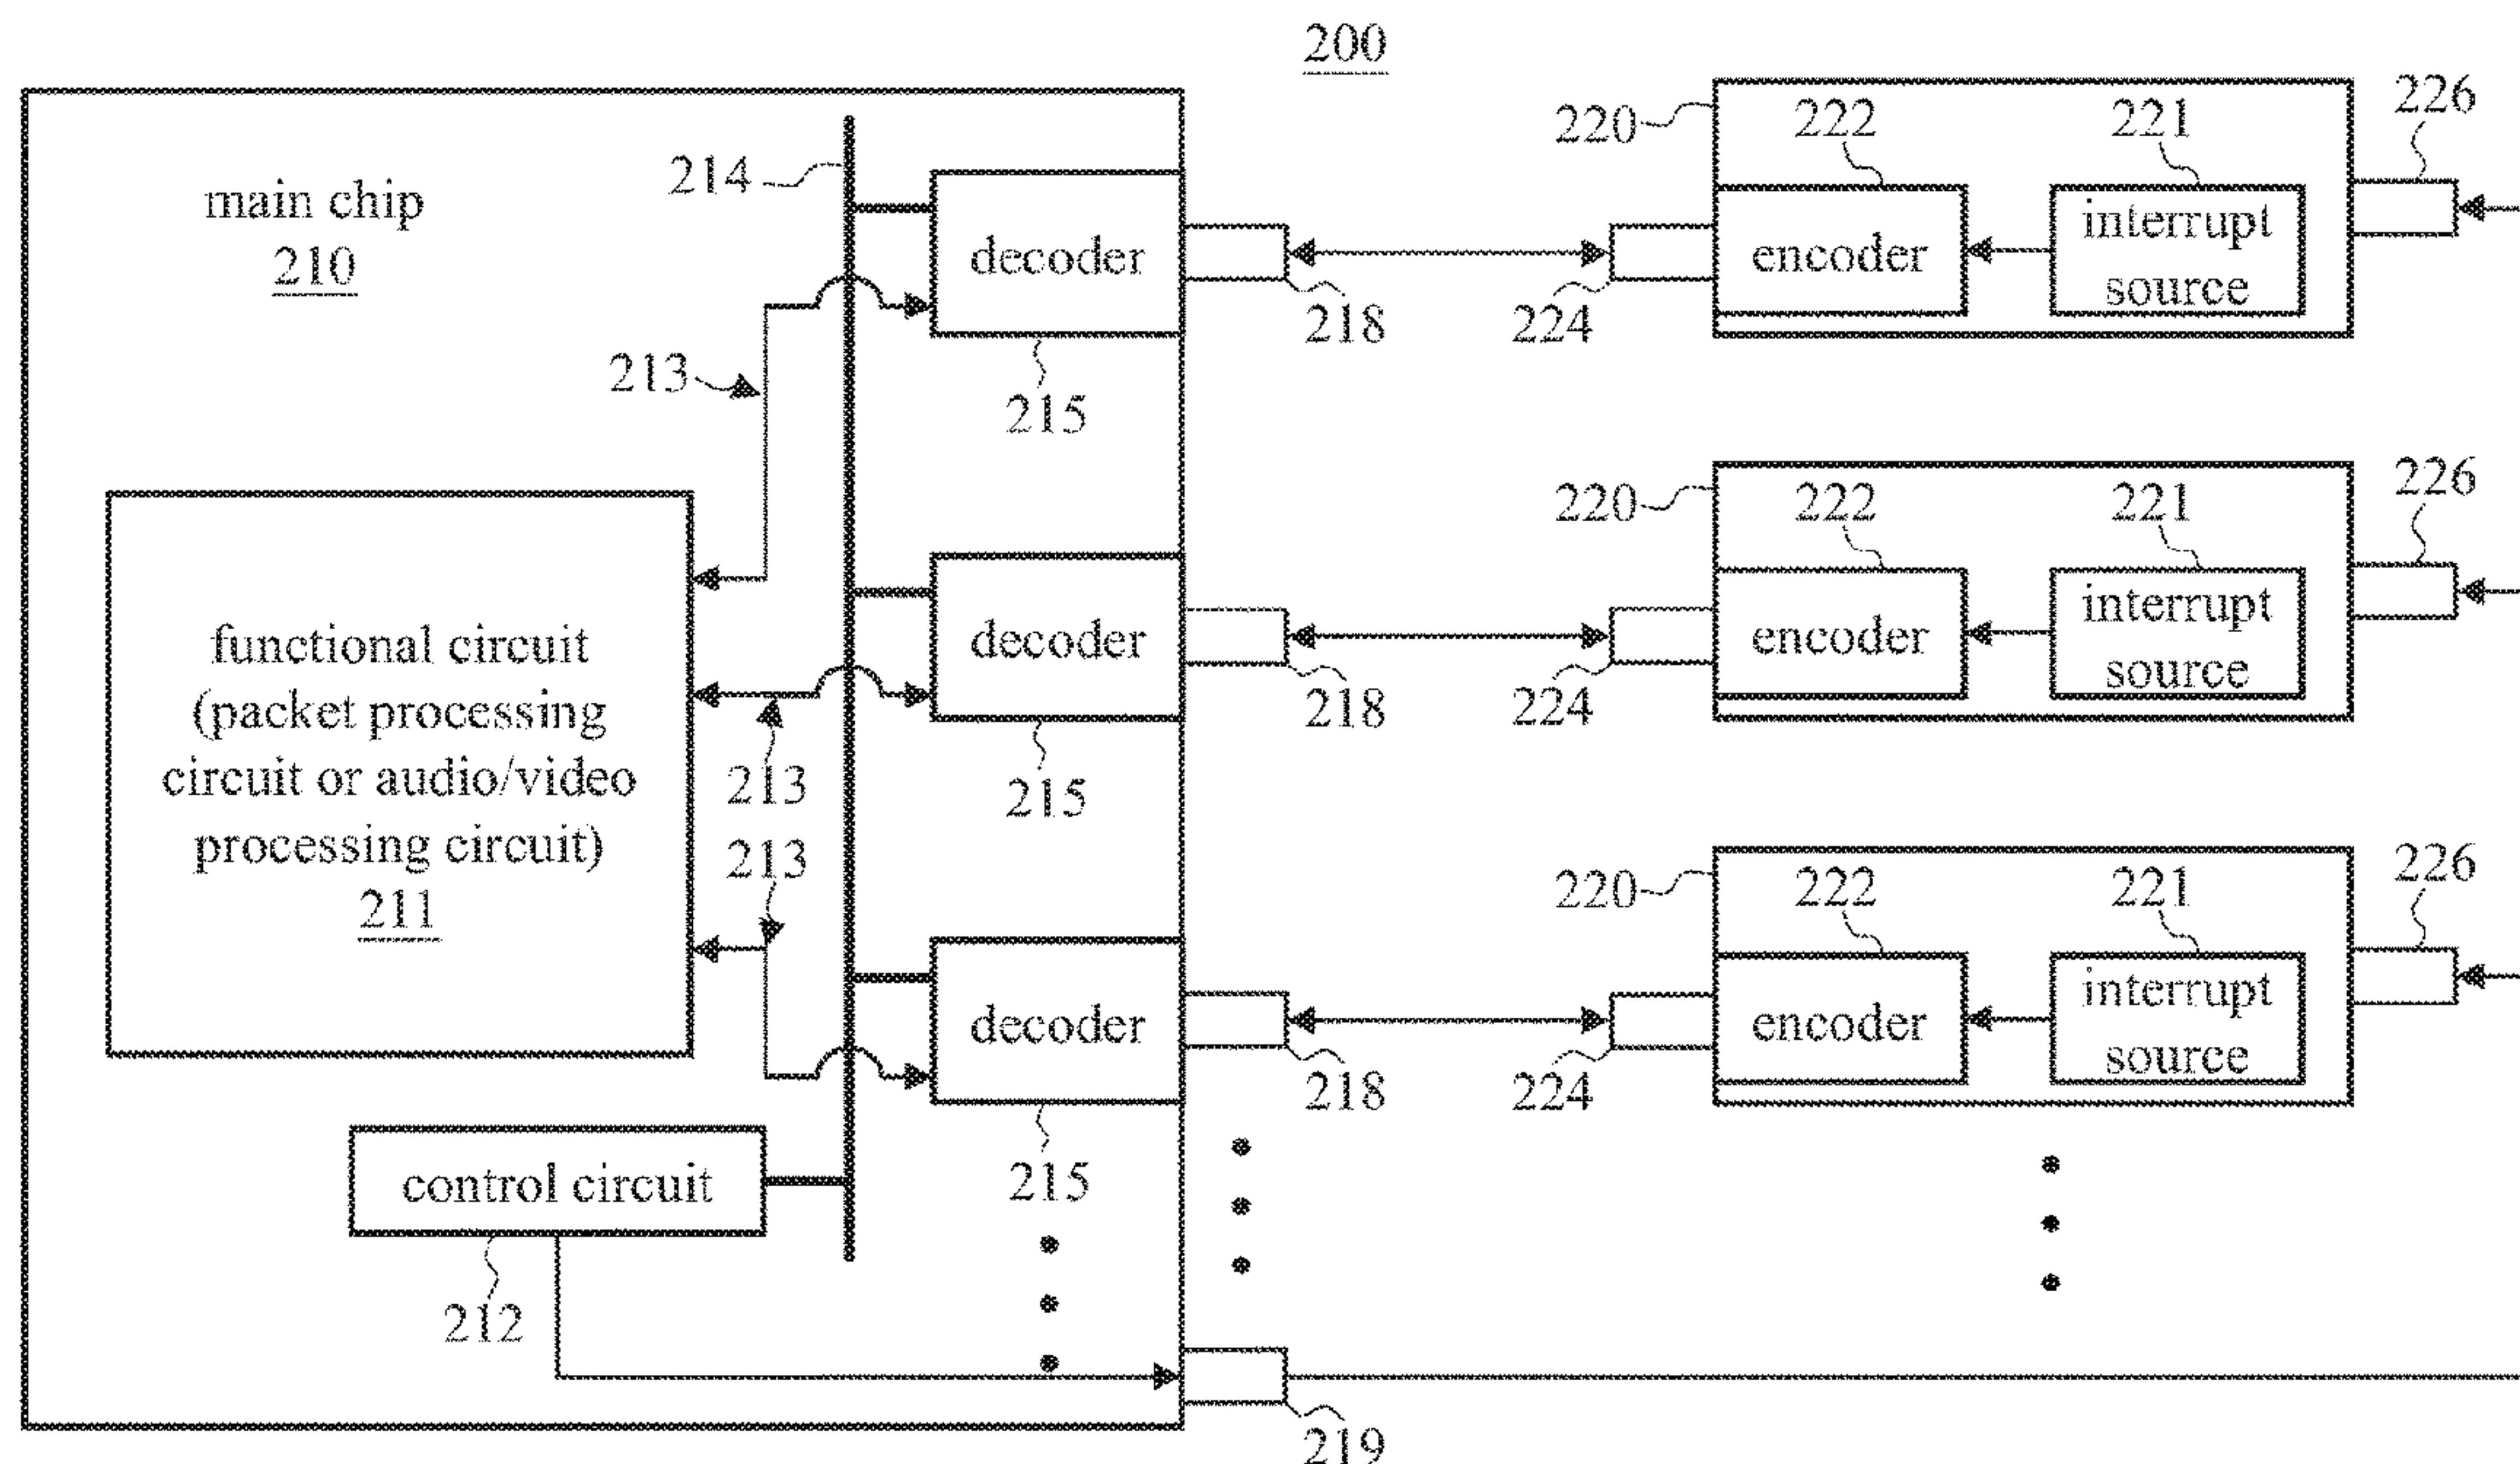 200
main chip
210
214
decoder
218
215
213
224
220
222
221
226
encoder
interrupt
source
functional circuit
(packet processing
circuit or audio/video
processing circuit)
211
213
213
decoder
218
215
224
220
222
221
226
encoder
interrupt
source
decoder
218
215
224
220
222
221
226
encoder
interrupt
source
control circuit
212
219